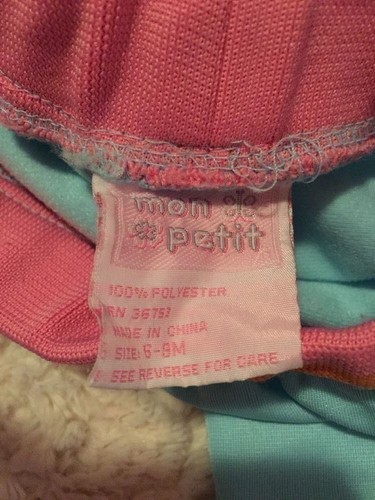 mon
petit
100% POLYESTER
RN 36757
MADE IN CHINA
SIZE: 6-9M
SEE REVERSE FOR CARE